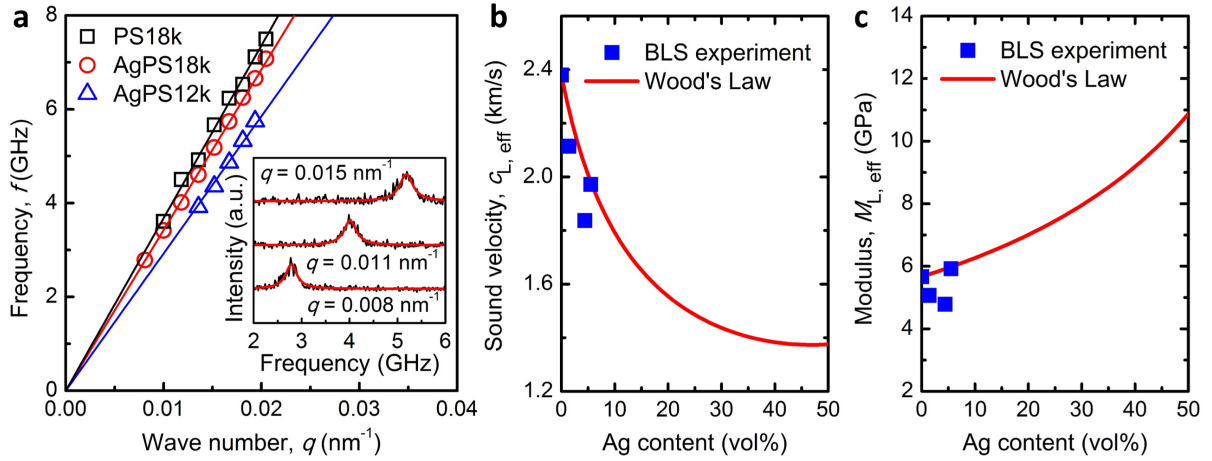 a
8
6
4
2
0
Frequency, f (GHz)
PS18k
AgPS18k
AgPS12k
q = 0.015 nm⁻¹
q = 0.011 nm⁻¹
q = 0.008 nm⁻¹
Intensity (a.u.)
2 3 4 5 6
Frequency (GHz)
0.00 0.01 0.02 0.03 0.04
Wave number, q (nm⁻¹)
b
BLS experiment
Wood's Law
2.4
2.0
1.6
1.2
Sound velocity, c_L, eff (km/s)
0 10 20 30 40 50
Ag content (vol%)
c
BLS experiment
Wood's Law
14
12
10
8
6
4
2
Modulus, M_L, eff (GPa)
0 10 20 30 40 50
Ag content (vol%)